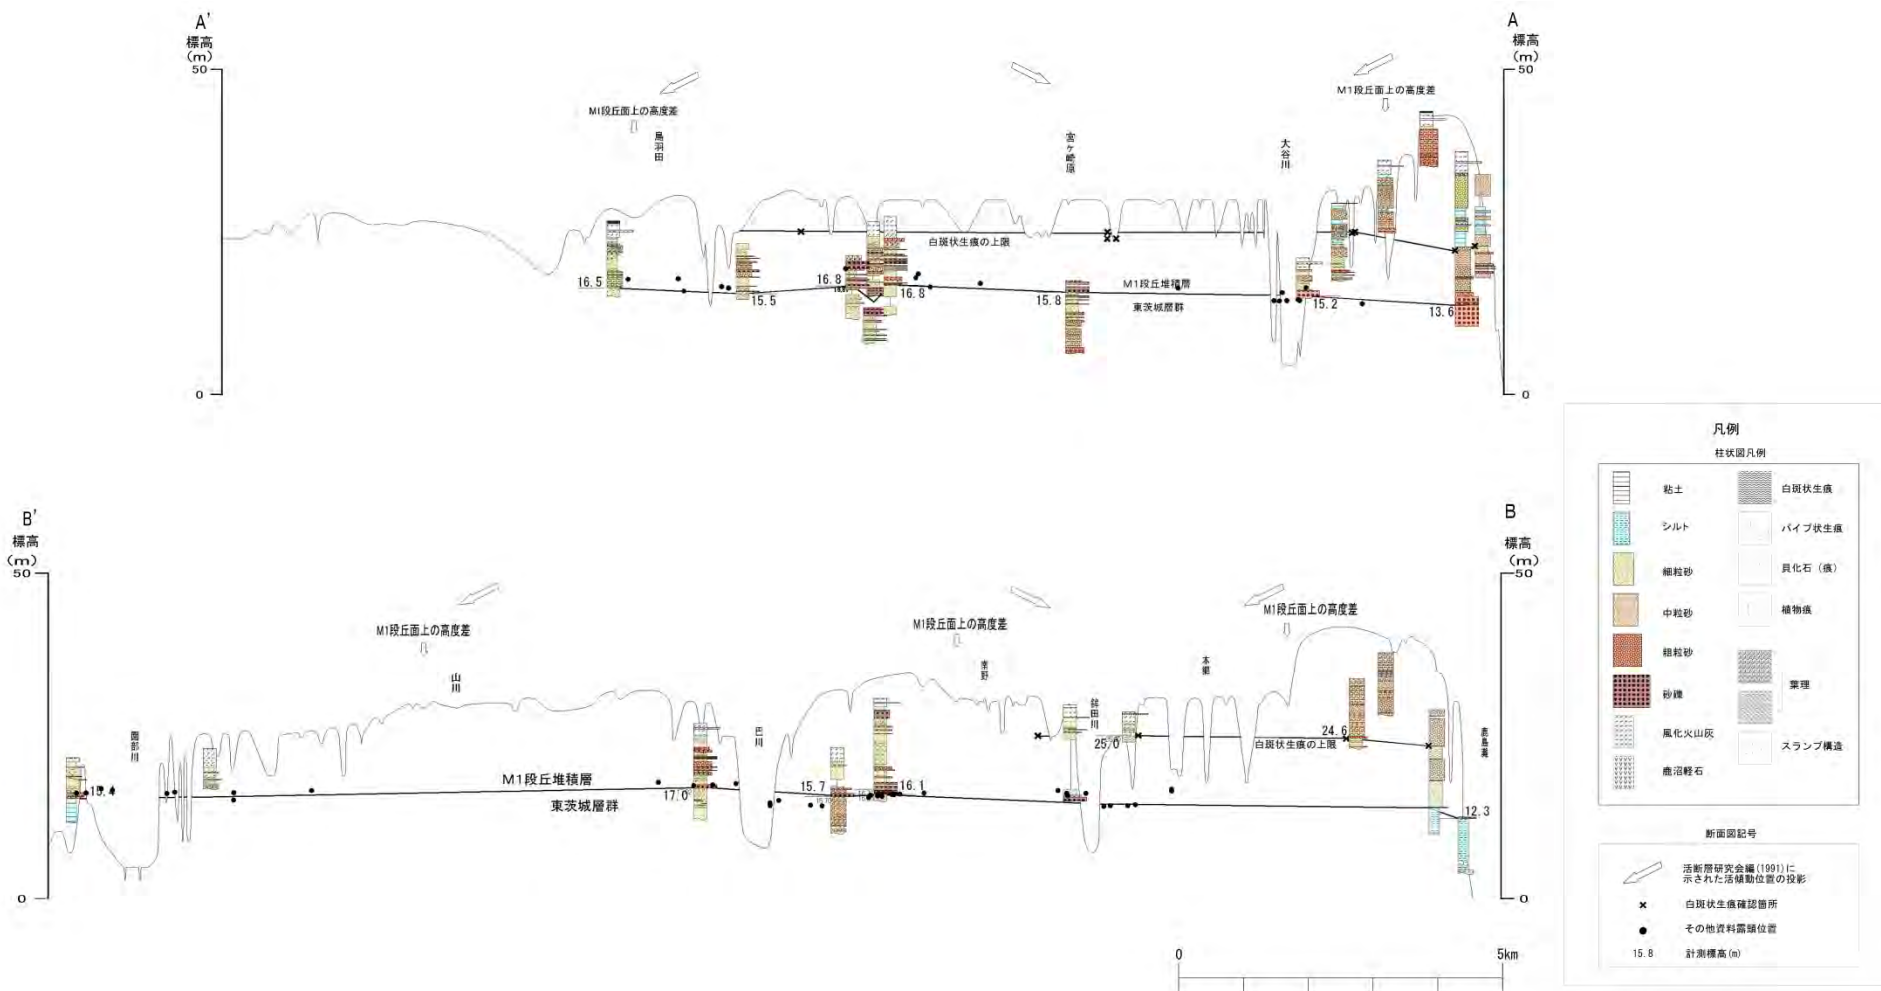 A'
標高
(m)
50
0
A
標高
(m)
50
0
M1段丘面上の高度差
鳥羽田
宮ヶ崎原
大谷川
M1段丘面上の高度差
白斑状生痕の上限
M1段丘堆積層
東茨城層群
16.5
15.5
16.8
16.8
15.8
15.2
13.6
B'
標高
(m)
50
0
B
標高
(m)
50
0
M1段丘面上の高度差
M1段丘面上の高度差
M1段丘面上の高度差
園部川
山川
巴川
本郷
鉾田川
鹿島灘
M1段丘堆積層
東茨城層群
白斑状生痕の上限
15.4
17.0
15.7
16.1
25.0
24.6
12.3
0
5km
凡例
柱状図凡例
粘土
シルト
細粒砂
中粒砂
粗粒砂
砂礫
風化火山灰
鹿沼軽石
白斑状生痕
パイプ状生痕
貝化石(痕)
植物痕
葉理
スランプ構造
断面図記号
活断層研究会編(1991)に
示された活傾動位置の投影
白斑状生痕確認箇所
その他資料露頭位置
15.8
計測標高(m)